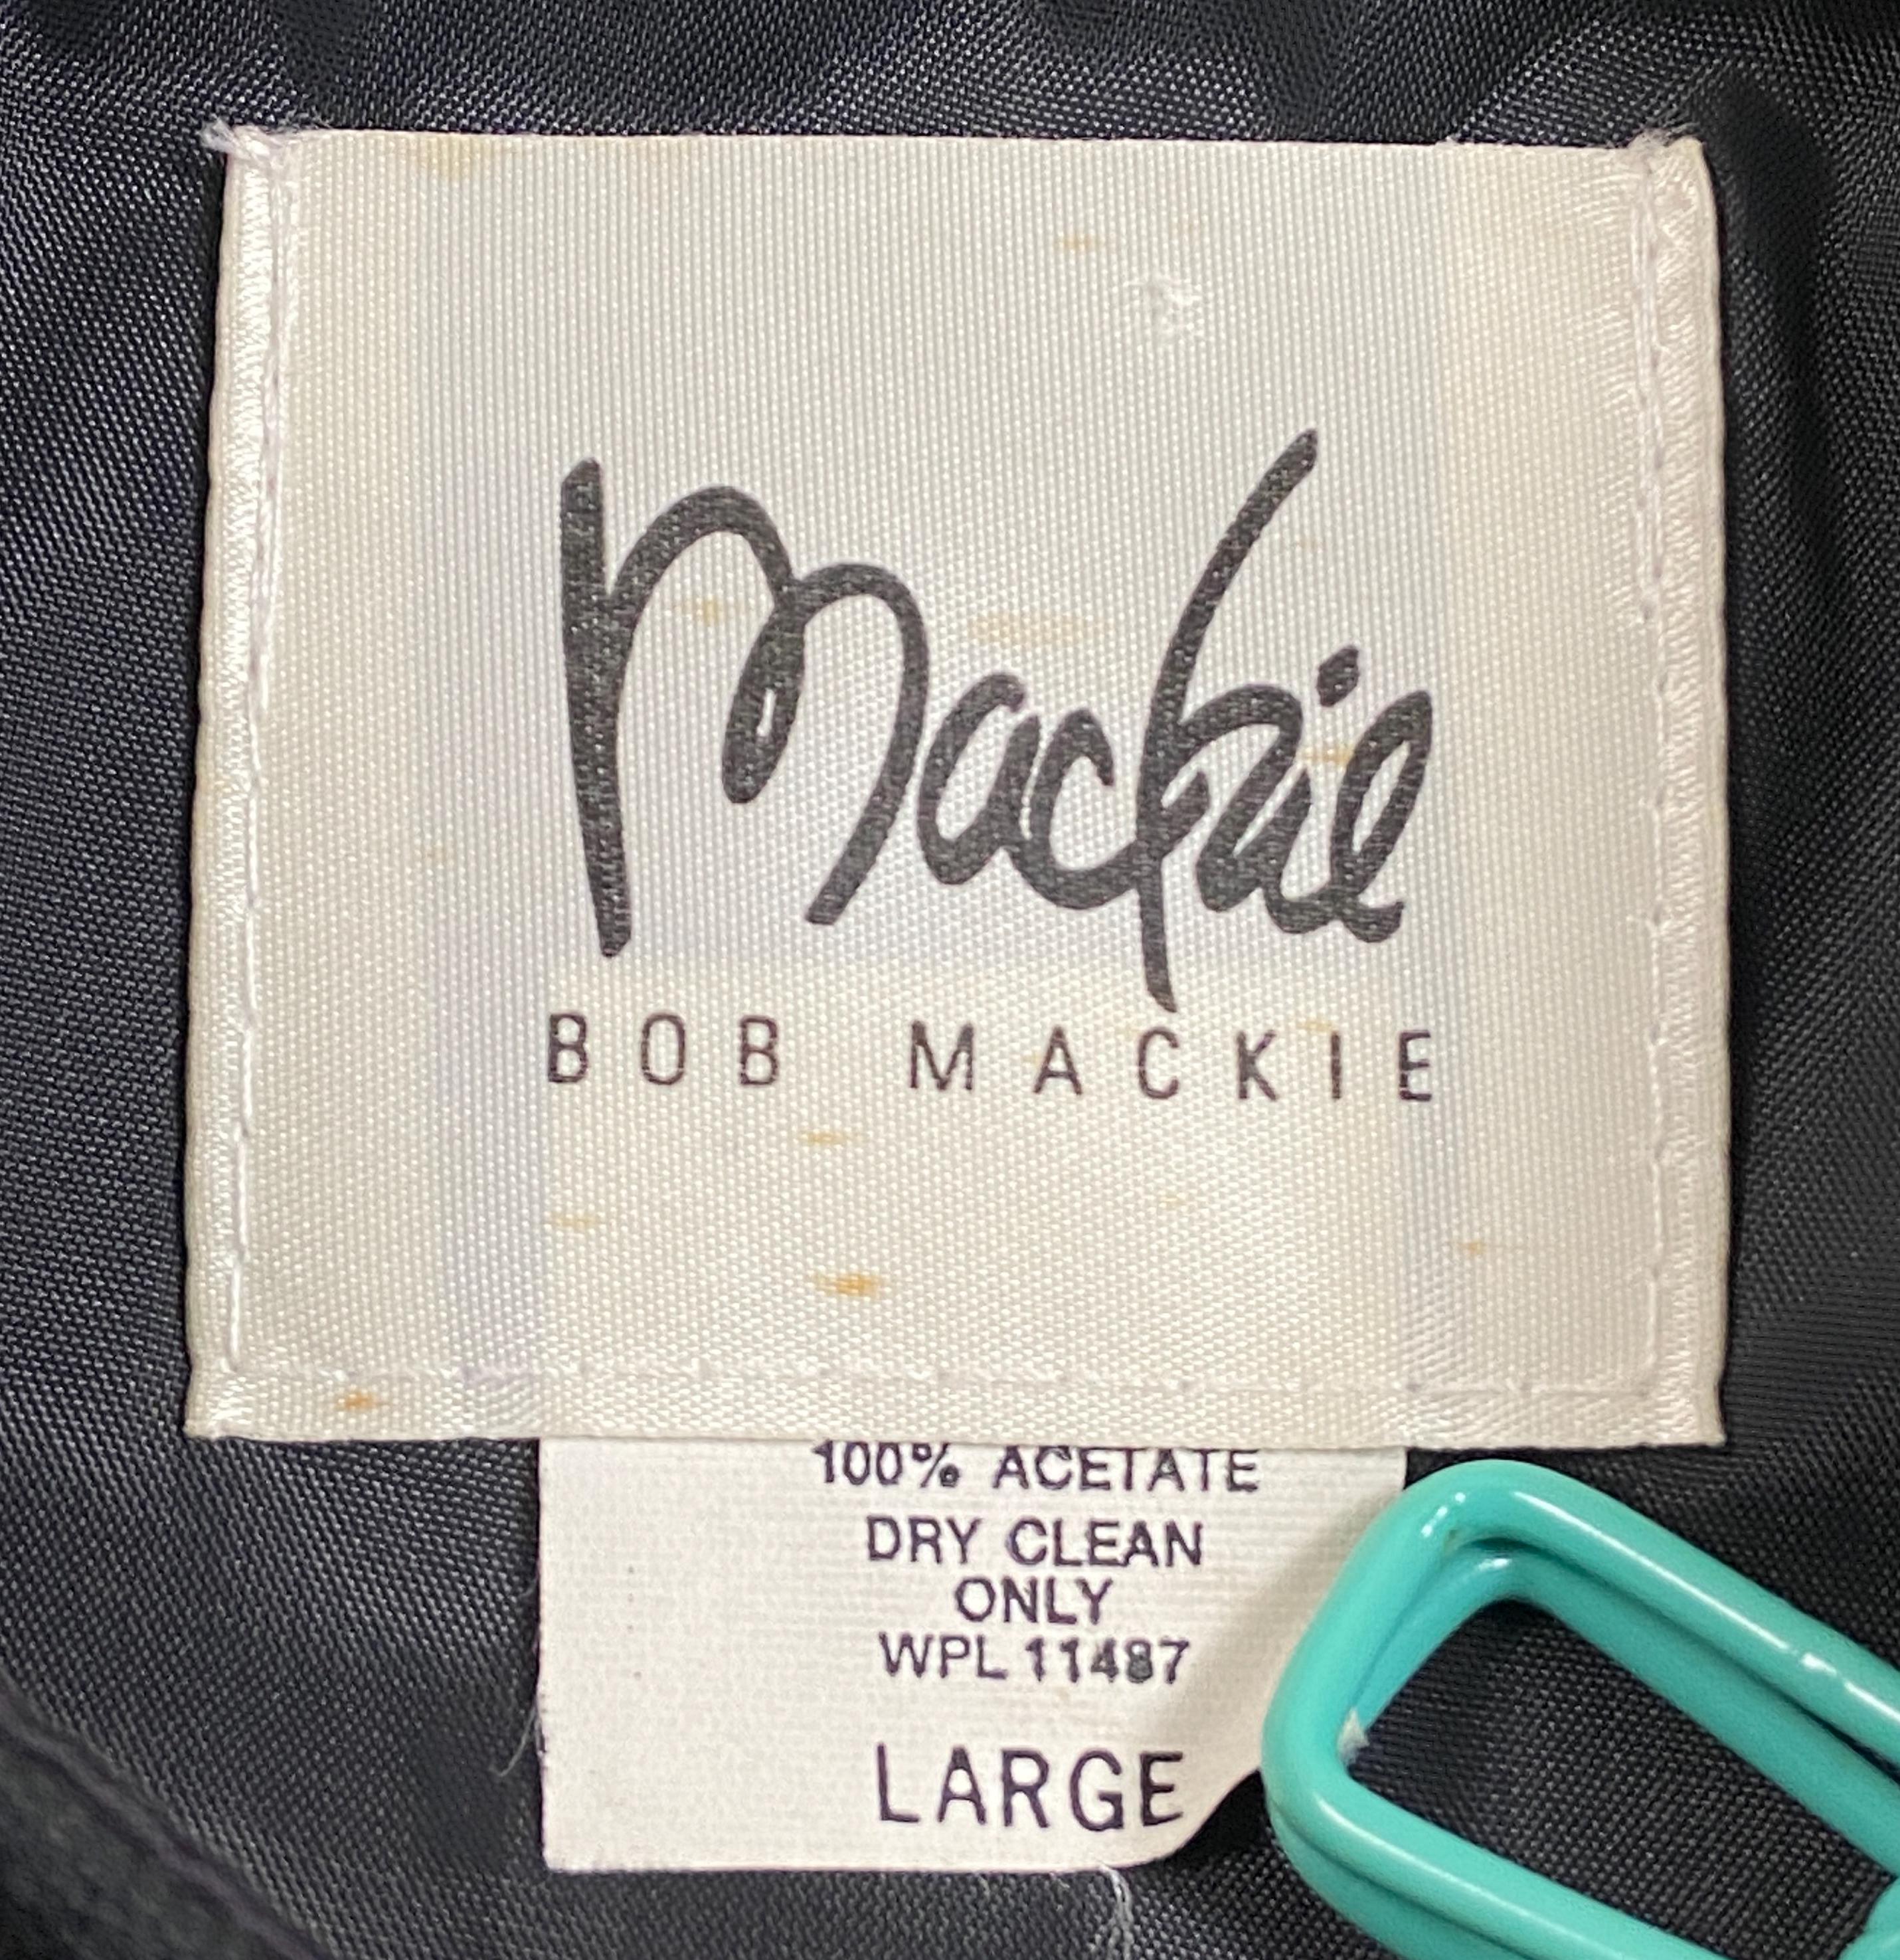 Mackie
BOB MACKIE
100% ACETATE
DRY CLEAN
ONLY
WPL 11487
LARGE